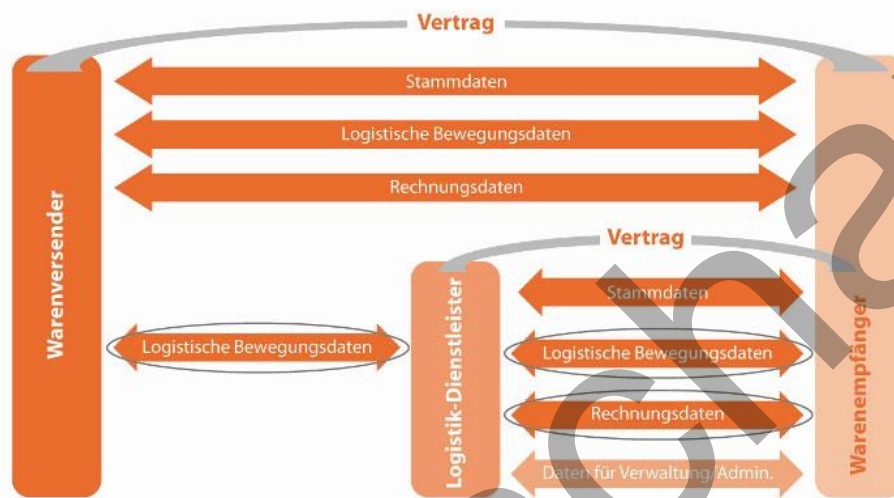 Vertrag
Stammdaten
Logistische Bewegungsdaten
Rechnungsdaten
Warenversender
Vertrag
Stammdaten
Logistische Bewegungsdaten
Logistik-Dienstleister
Logistische Bewegungsdaten
Rechnungsdaten
Daten für Verwaltung/Admin.
Warenempfänger